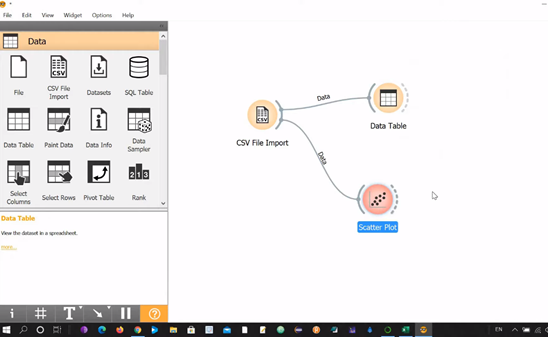 File Edit View Widget Options Help
Data
File
CSV File Import
Datasets
SQL Table
Data Table
Paint Data
Data Info
Data Sampler
Select Columns
Select Rows
Pivot Table
Rank
Data Table
View the dataset in a spreadsheet.
CSV
CSV File Import
Data
Data Table
Data
Scatter Plot
EN